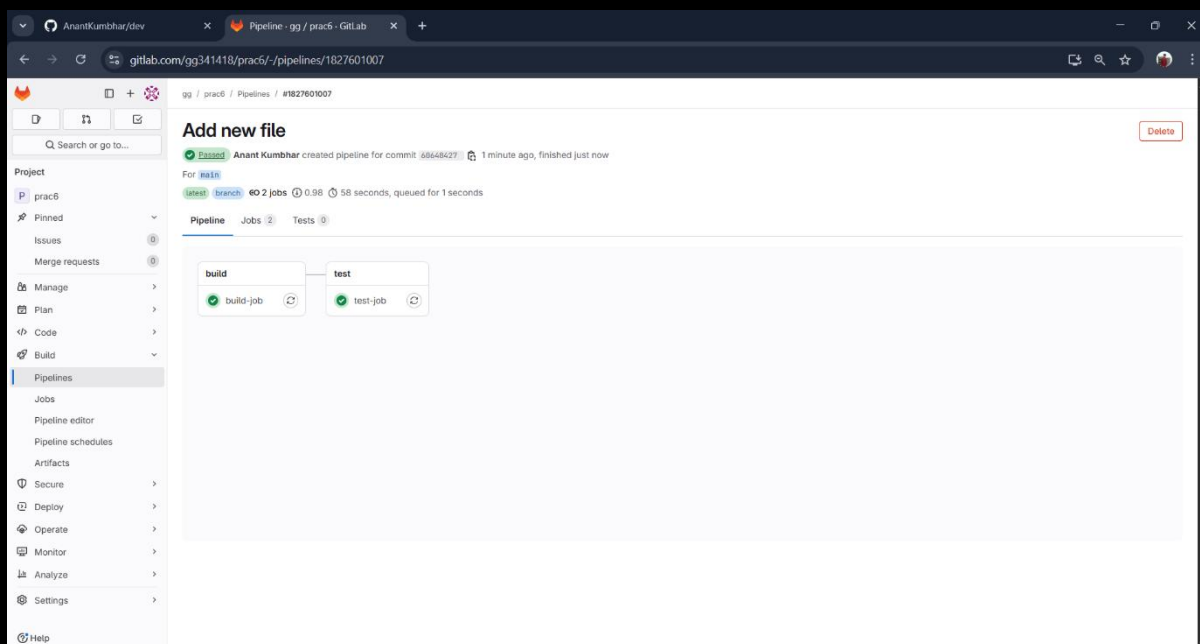 AnantKumbhar/dev
Pipeline · gg / prac6 · GitLab
gitlab.com/gg341418/prac6/-/pipelines/1827601007
gg / prac6 / Pipelines / #1827601007
Search or go to...
Project
P prac6
Pinned
Issues 0
Merge requests 0
Manage
Plan
Code
Build
Pipelines
Jobs
Pipeline editor
Pipeline schedules
Artifacts
Secure
Deploy
Operate
Monitor
Analyze
Settings
Help
Add new file
Delete
Passed Anant Kumbhar created pipeline for commit 68648427 1 minute ago, finished just now
For main
latest branch 2 jobs 0.98 58 seconds, queued for 1 seconds
Pipeline Jobs 2 Tests 0
build
build-job
test
test-job